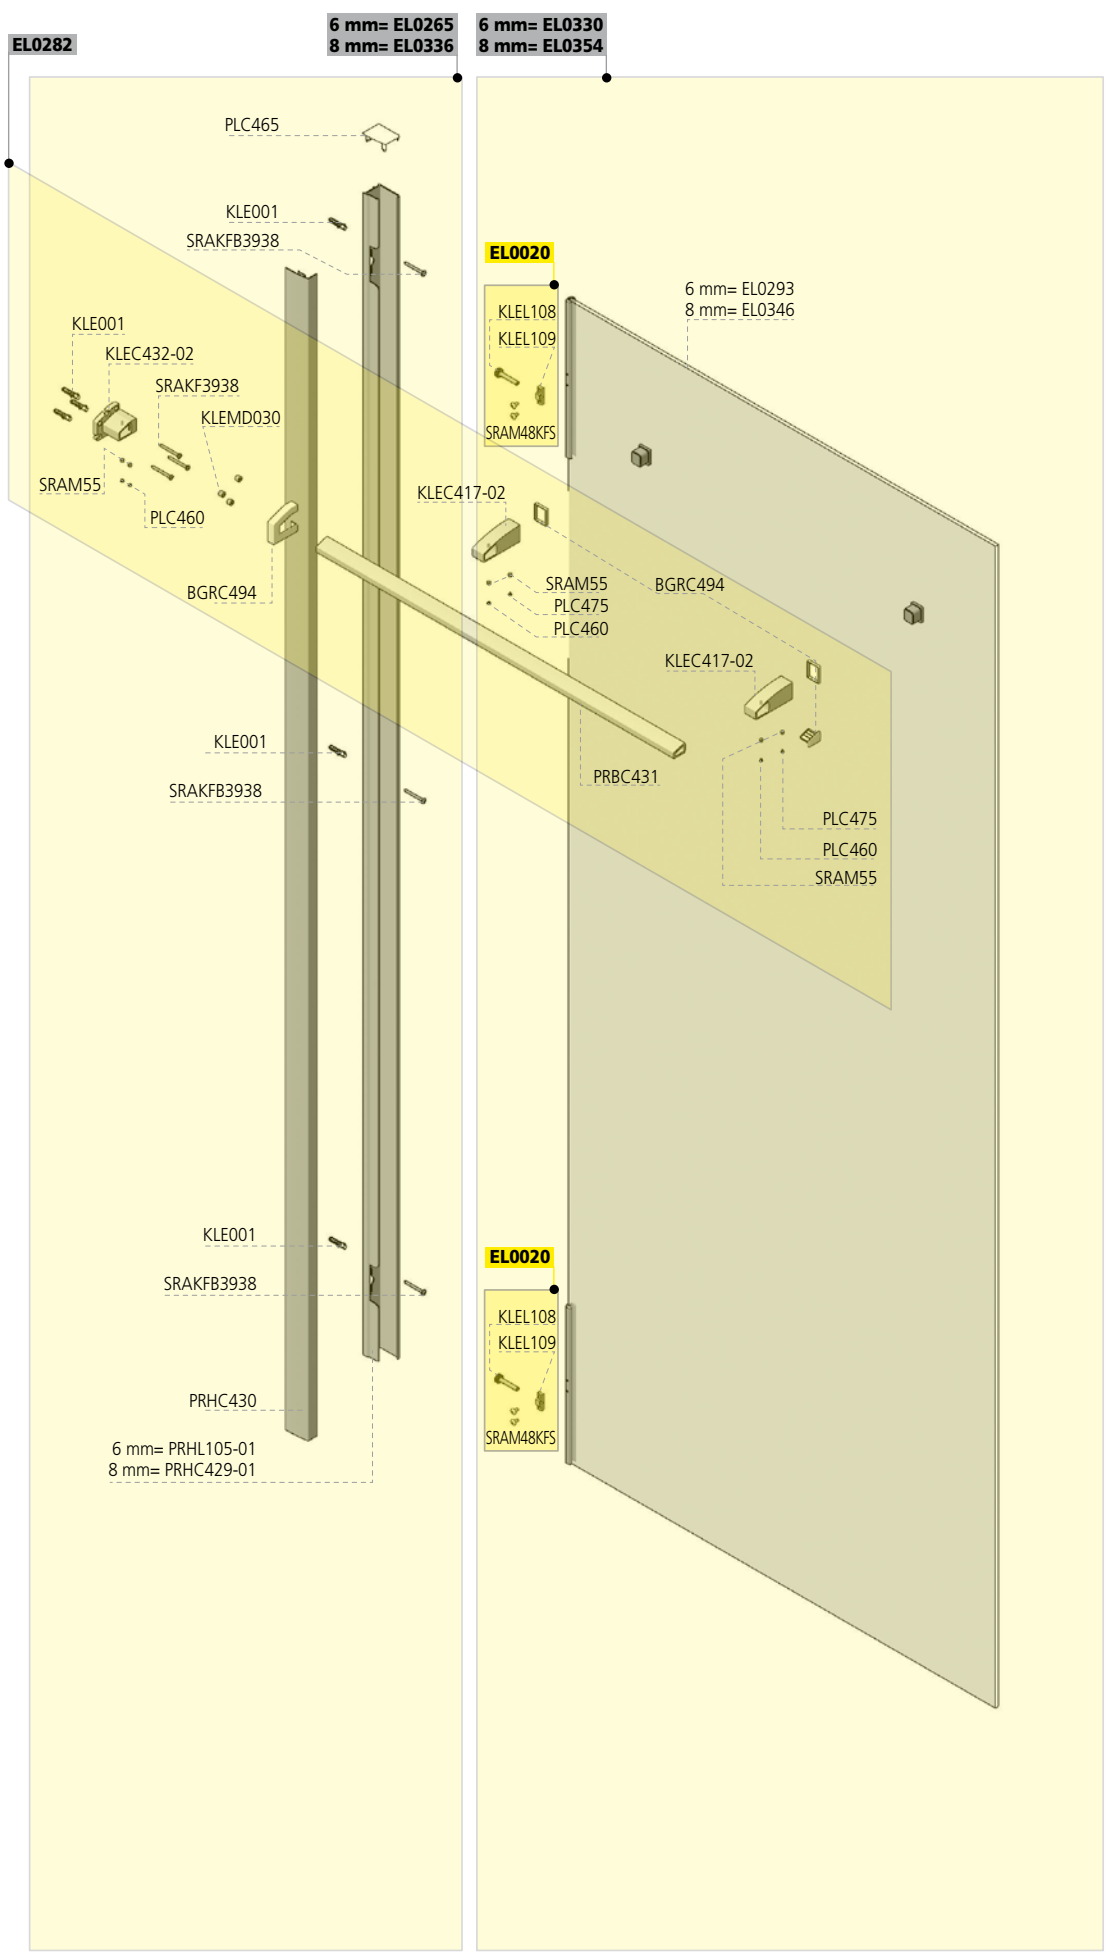 EL0282
6 mm= EL0265
8 mm= EL0336
6 mm= EL0330
8 mm= EL0354
PLC465
KLE001
SRAKFB3938
EL0020
KLEL108
KLEL109
SRAM48KFS
6 mm= EL0293
8 mm= EL0346
KLE001
KLEC432-02
SRAKF3938
KLEMD030
SRAM55
PLC460
BGRC494
KLEC417-02
SRAM55
PLC475
PLC460
BGRC494
KLEC417-02
KLE001
SRAKFB3938
PRBC431
PLC475
PLC460
SRAM55
KLE001
SRAKFB3938
EL0020
KLEL108
KLEL109
SRAM48KFS
PRHC430
6 mm= PRHL105-01
8 mm= PRHC429-01